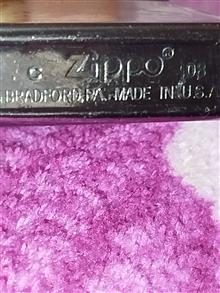 C Zippo® 08
BRADFORD,PA. MADE IN U.S.A